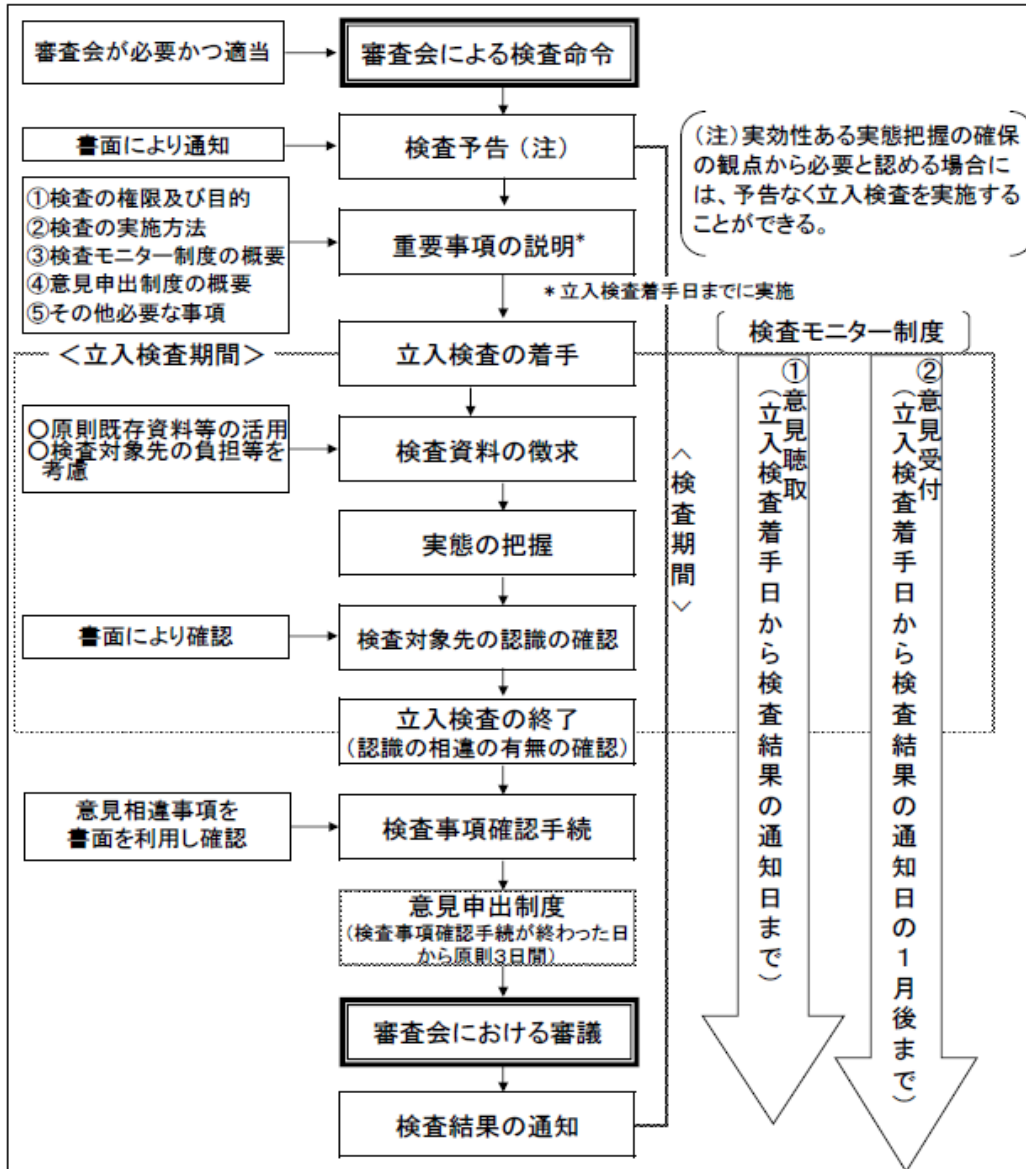 審査会が必要かつ適当
審査会による検査命令
書面により通知
検査予告（注）
（注）実効性ある実態把握の確保
の観点から必要と認める場合に
は、予告なく立入検査を実施する
ことができる。
①検査の権限及び目的
②検査の実施方法
③検査モニター制度の概要
④意見申出制度の概要
⑤その他必要な事項
重要事項の説明*
*立入検査着手日までに実施
検査モニター制度
＜立入検査期間＞
立入検査の着手
○原則既存資料等の活用
○検査対象先の負担等を
考慮
検査資料の徴求
実態の把握
書面により確認
検査対象先の認識の確認
立入検査の終了
（認識の相違の有無の確認）
意見相違事項を
書面を利用し確認
検査事項確認手続
意見申出制度
（検査事項確認手続が終わった日
から原則3日間）
審査会における審議
検査結果の通知
＜検査期間＞
①意見聴取
（立入検査着手日から検査結果の通知日まで）
②意見受付
（立入検査着手日から検査結果の通知日の１月後まで）